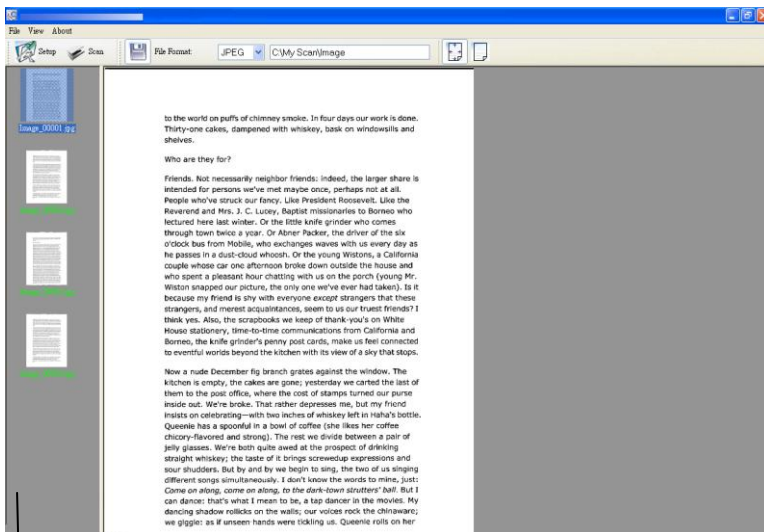 File View About
Setup Scan File Format: JPEG C:\My Scan\Image
Image_00001.jpg
to the world on puffs of chimney smoke. In four days our work is done.
Thirty-one cakes, dampened with whiskey, bask on windowsills and
shelves.
Who are they for?
Friends. Not necessarily neighbor friends: indeed, the larger share is
intended for persons we've met maybe once, perhaps not at all.
People who've struck our fancy. Like President Roosevelt. Like the
Reverend and Mrs. J. C. Lucey, Baptist missionaries to Borneo who
lectured here last winter. Or the little knife grinder who comes
through town twice a year. Or Abner Packer, the driver of the six
o'clock bus from Mobile, who exchanges waves with us every day as
he passes in a dust-cloud whoosh. Or the young Wistons, a California
couple whose car one afternoon broke down outside the house and
who spent a pleasant hour chatting with us on the porch (young Mr.
Wiston snapped our picture, the only one we've ever had taken). Is it
because my friend is shy with everyone except strangers that these
strangers, and merest acquaintances, seem to us our truest friends? I
think yes. Also, the scrapbooks we keep of thank-you's on White
House stationery, time-to-time communications from California and
Borneo, the knife grinder's penny post cards, make us feel connected
to eventful worlds beyond the kitchen with its view of a sky that stops.
Now a nude December fig branch grates against the window. The
kitchen is empty, the cakes are gone; yesterday we carted the last of
them to the post office, where the cost of stamps turned our purse
inside out. We're broke. That rather depresses me, but my friend
insists on celebrating—with two inches of whiskey left in Haha's bottle.
Queenie has a spoonful in a bowl of coffee (she likes her coffee
chicory-flavored and strong). The rest we divide between a pair of
jelly glasses. We're both quite awed at the prospect of drinking
straight whiskey; the taste of it brings screwedup expressions and
sour shudders. But by and by we begin to sing, the two of us singing
different songs simultaneously. I don't know the words to mine, just:
Come on along, come on along, to the dark-town strutters' ball. But I
can dance: that's what I mean to be, a tap dancer in the movies. My
dancing shadow rollicks on the walls; our voices rock the chinaware;
we giggle: as if unseen hands were tickling us. Queenie rolls on her